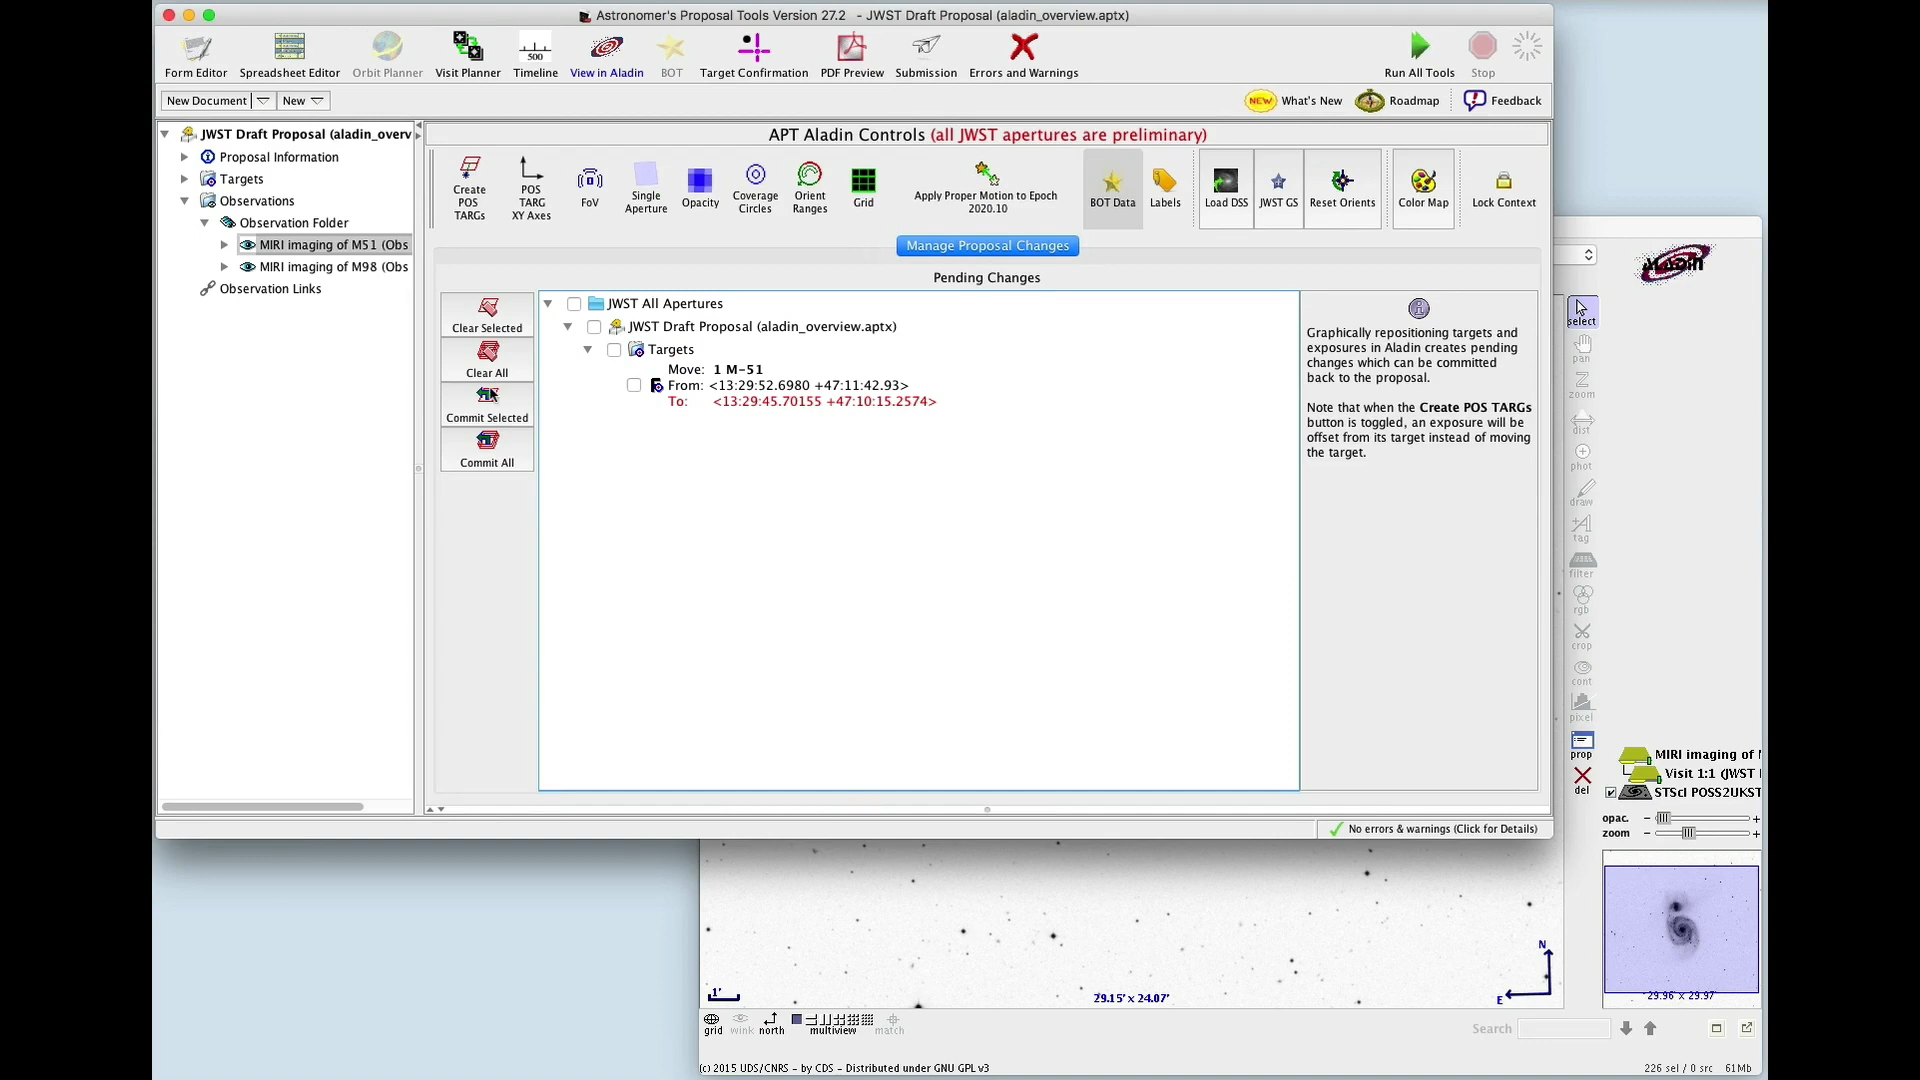 Astronomer's Proposal Tools Version 27.2 - JWST Draft Proposal (aladin_overview.aptx)
Form Editor
Spreadsheet Editor
Orbit Planner
Visit Planner
500
Timeline
View in Aladin
BOT
Target Confirmation
PDF Preview
Submission
Errors and Warnings
Run All Tools
Stop
New Document
New
NEW
What's New
Roadmap
Feedback
JWST Draft Proposal (aladin_overv
Proposal Information
Targets
Observations
Observation Folder
MIRI imaging of M51 (Obs
MIRI imaging of M98 (Obs
Observation Links
APT Aladin Controls (all JWST apertures are preliminary)
Create
POS
TARGs
POS
TARG
XY Axes
FoV
Single
Aperture
Opacity
Coverage
Circles
Orient
Ranges
Grid
Apply Proper Motion to Epoch
2020.10
BOT Data
Labels
Load DSS
JWST GS
Reset Orients
Color Map
Lock Context
Manage Proposal Changes
Pending Changes
Clear Selected
Clear All
Commit Selected
Commit All
JWST All Apertures
JWST Draft Proposal (aladin_overview.aptx)
Targets
Move: 1 M-51
From: <13:29:52.6980 +47:11:42.93>
To: <13:29:45.70155 +47:10:15.2574>
Graphically repositioning targets and
exposures in Aladin creates pending
changes which can be committed
back to the proposal.
Note that when the Create POS TARGs
button is toggled, an exposure will be
offset from its target instead of moving
the target.
No errors & warnings (Click for Details)
Aladin
select
pan
zoom
dist
phot
draw
tag
filter
rgb
crop
cont
pixel
prop
del
MIRI imaging of
Visit 1:1 (JWST
STScI POSS2UKST
opac. - +
zoom - +
29.96' x 29.97'
1'
29.15' x 24.07'
N
E
grid
wink
north
multiview
match
Search
(c) 2015 UDS/CNRS - by CDS - Distributed under GNU GPL v3
226 sel / 0 src 61Mb